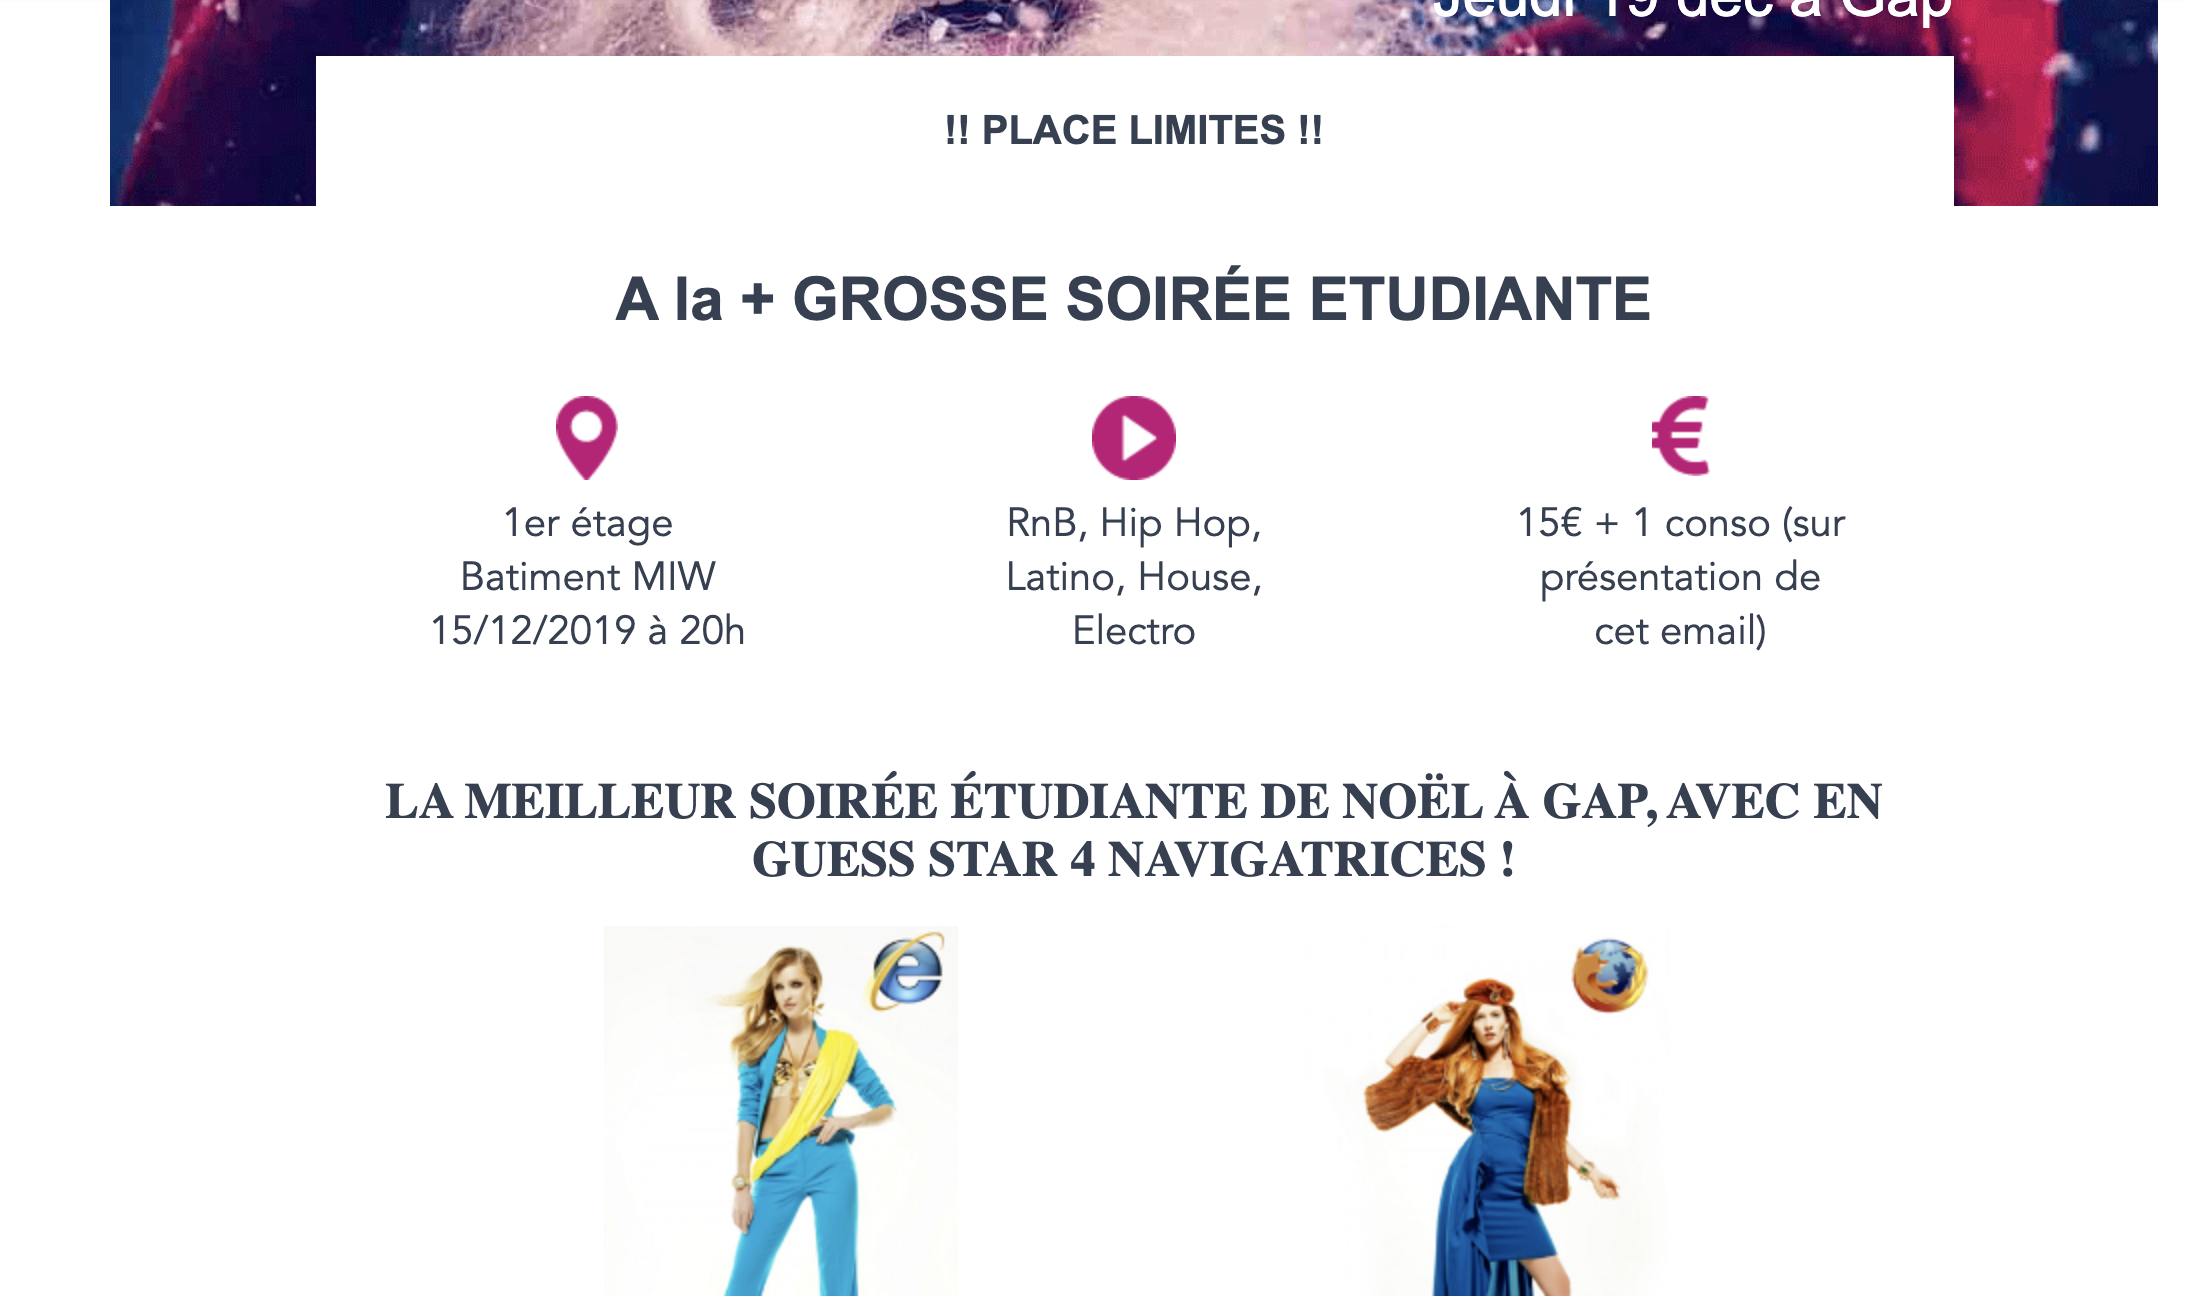 Jeudi 19 déc à Gap
!! PLACE LIMITES !!
A la + GROSSE SOIRÉE ETUDIANTE
1er étage
Batiment MIW
15/12/2019 à 20h
RnB, Hip Hop,
Latino, House,
Electro
15€ + 1 conso (sur
présentation de
cet email)
LA MEILLEUR SOIRÉE ÉTUDIANTE DE NOËL À GAP, AVEC EN
GUESS STAR 4 NAVIGATRICES !